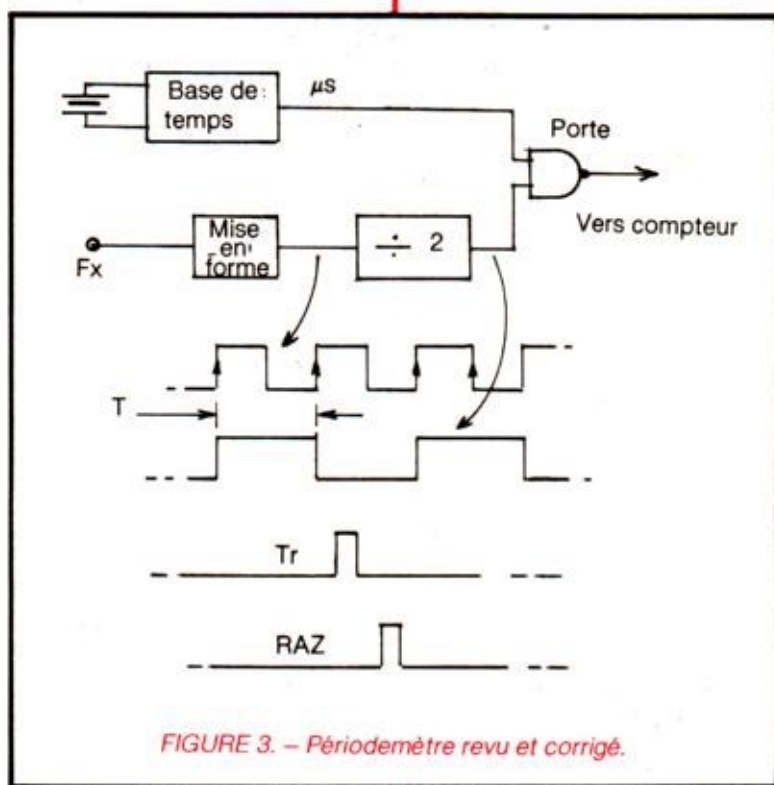 Base de:
temps
µS
Porte
Vers compteur
Mise
en
forme
÷ 2
Fx
T
Tr
RAZ
FIGURE 3. – Périodemètre revu et corrigé.